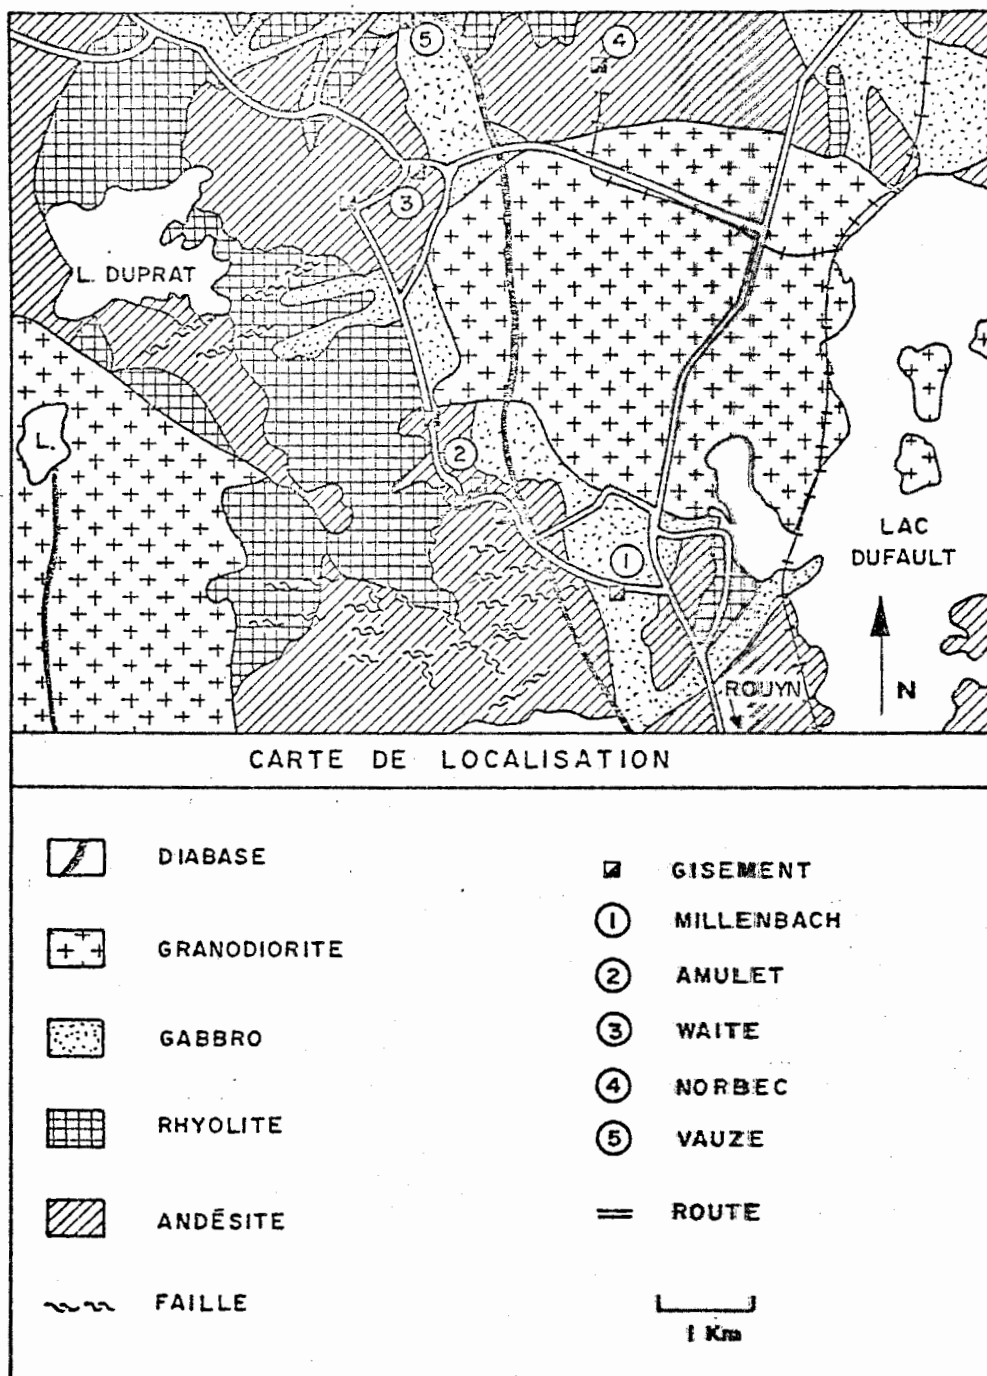 5
4
3
L. DUPRAT
L.
2
LAC
DUFAULT
1
ROUYN
N
CARTE DE LOCALISATION
DIABASE
GRANODIORITE
GABBRO
RHYOLITE
ANDÉSITE
FAILLE
GISEMENT
1 MILLENBACH
2 AMULET
3 WAITE
4 NORBEC
5 VAUZE
ROUTE
1 Km